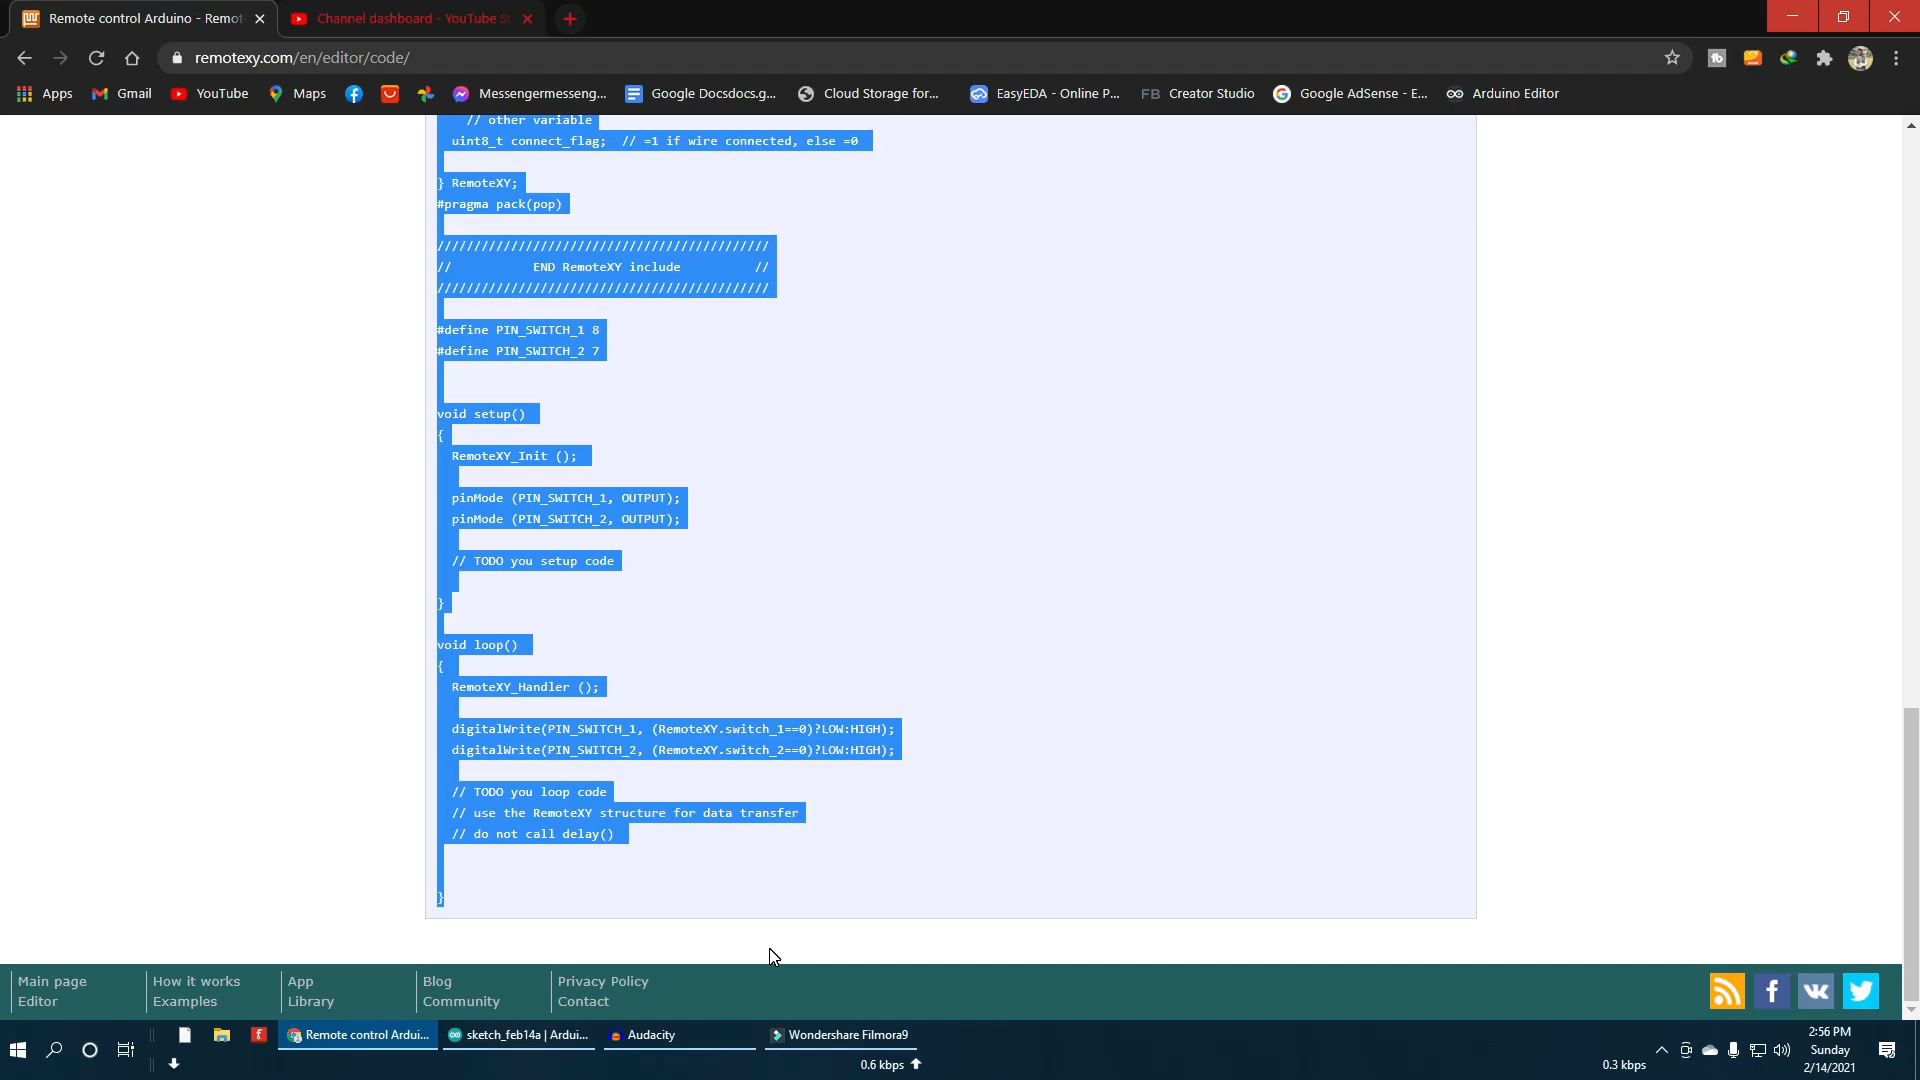 Remote control Arduino - Remot
Channel dashboard - YouTube S
remotexy.com/en/editor/code/
Apps
Gmail
YouTube
Maps
Messengermesseng...
Google Docsdocs.g...
Cloud Storage for...
EasyEDA - Online P...
FB Creator Studio
Google AdSense - E...
Arduino Editor
// other variable
uint8_t connect_flag;  // =1 if wire connected, else =0
} RemoteXY;
#pragma pack(pop)
/////////////////////////////////////////////
//           END RemoteXY include          //
/////////////////////////////////////////////
#define PIN_SWITCH_1 8
#define PIN_SWITCH_2 7
void setup()
{
RemoteXY_Init ();
pinMode (PIN_SWITCH_1, OUTPUT);
pinMode (PIN_SWITCH_2, OUTPUT);
// TODO you setup code
}
void loop()
{
RemoteXY_Handler ();
digitalWrite(PIN_SWITCH_1, (RemoteXY.switch_1==0)?LOW:HIGH);
digitalWrite(PIN_SWITCH_2, (RemoteXY.switch_2==0)?LOW:HIGH);
// TODO you loop code
// use the RemoteXY structure for data transfer
// do not call delay()
}
Main page
Editor
How it works
Examples
App
Library
Blog
Community
Privacy Policy
Contact
Remote control Ardui...
sketch_feb14a | Ardui...
Audacity
Wondershare Filmora9
0.6 kbps
0.3 kbps
2:56 PM
Sunday
2/14/2021